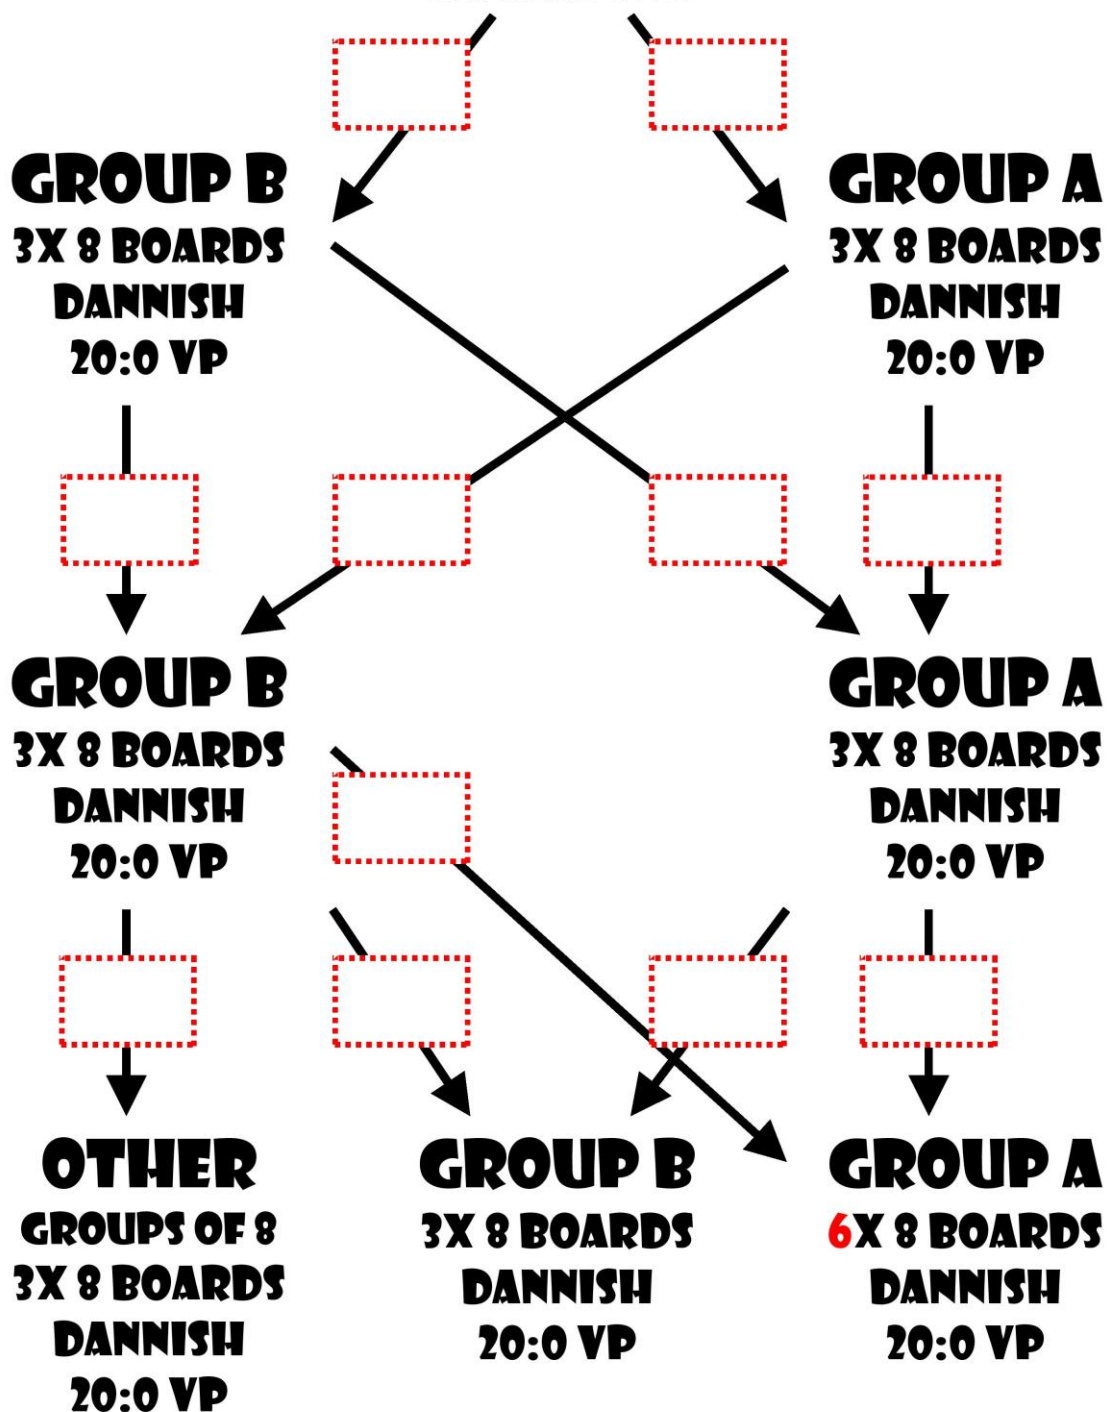 GROUP B
3X 8 BOARDS
DANNISH
20:0 VP
GROUP A
3X 8 BOARDS
DANNISH
20:0 VP
GROUP B
3X 8 BOARDS
DANNISH
20:0 VP
GROUP A
3X 8 BOARDS
DANNISH
20:0 VP
OTHER
GROUPS OF 8
3X 8 BOARDS
DANNISH
20:0 VP
GROUP B
3X 8 BOARDS
DANNISH
20:0 VP
GROUP A
6X 8 BOARDS
DANNISH
20:0 VP